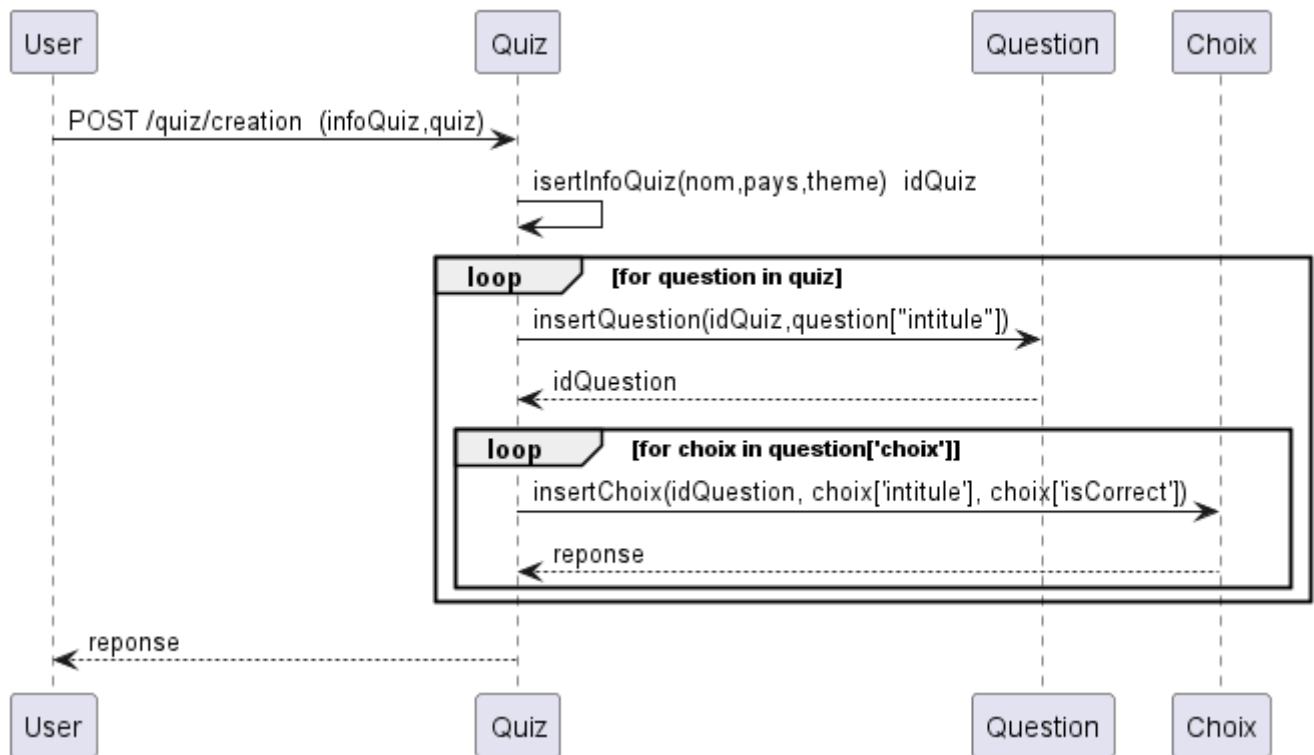 User Quiz Question Choix
POST /quiz/creation (infoQuiz,quiz)
isertInfoQuiz(nom,pays,theme) idQuiz
loop [for question in quiz]
insertQuestion(idQuiz,question["intitule"])
idQuestion
loop [for choix in question['choix']]
insertChoix(idQuestion, choix['intitule'], choix['isCorrect'])
reponse
reponse
User Quiz Question Choix